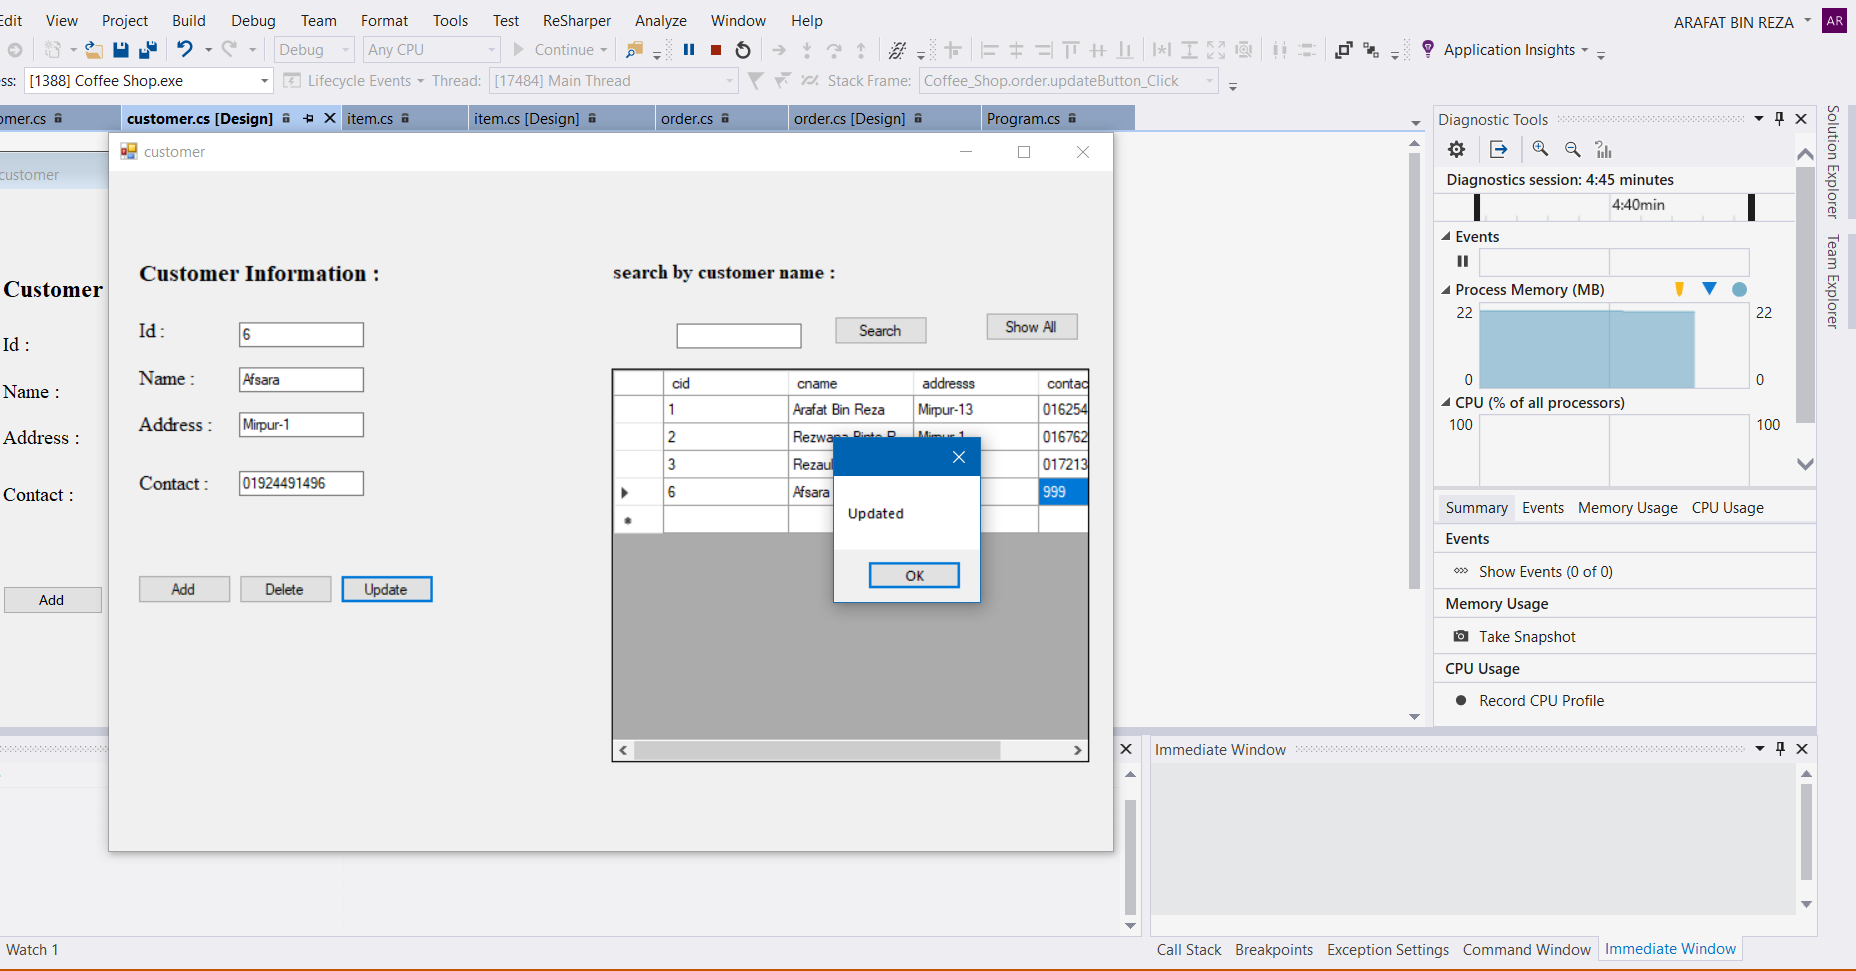 Edit View Project Build Debug Team Format Tools Test ReSharper Analyze Window Help ARAFAT BIN REZA AR
Debug Any CPU Continue Application Insights
ss: [1388] Coffee Shop.exe Lifecycle Events Thread: [17484] Main Thread Stack Frame: Coffee_Shop.order.updateButton_Click
omer.cs customer.cs [Design] item.cs item.cs [Design] order.cs order.cs [Design] Program.cs
customer
customer
Customer
Id :
Name :
Address :
Contact :
Add
Customer Information :
Id : 6
Name : Afsara
Address : Mirpur-1
Contact : 01924491496
Add Delete Update
search by customer name :
Search Show All
cid cname addresss contac
1 Arafat Bin Reza Mirpur-13 016254
2 Rezwana 016762
3 017213
6 Afsara 999
Updated
OK
Diagnostic Tools
Diagnostics session: 4:45 minutes
4:40min
Events
Process Memory (MB)
22 22
0 0
CPU (% of all processors)
100 100
Summary Events Memory Usage CPU Usage
Events
Show Events (0 of 0)
Memory Usage
Take Snapshot
CPU Usage
Record CPU Profile
Solution Explorer
Team Explorer
Immediate Window
Watch 1
Call Stack Breakpoints Exception Settings Command Window Immediate Window